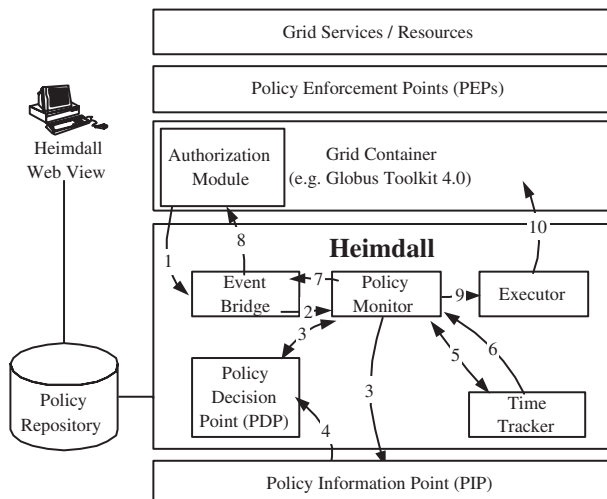 Grid Services / Resources
Policy Enforcement Points (PEPs)
Heimdall
Web View
Authorization
Module
Grid Container
(e.g. Globus Toolkit 4.0)
10
8
1
Heimdall
7
Event
Bridge
2
Policy
Monitor
9
Executor
3
6
5
Policy
Decision
Point (PDP)
3
4
Time
Tracker
Policy
Repository
Policy Information Point (PIP)